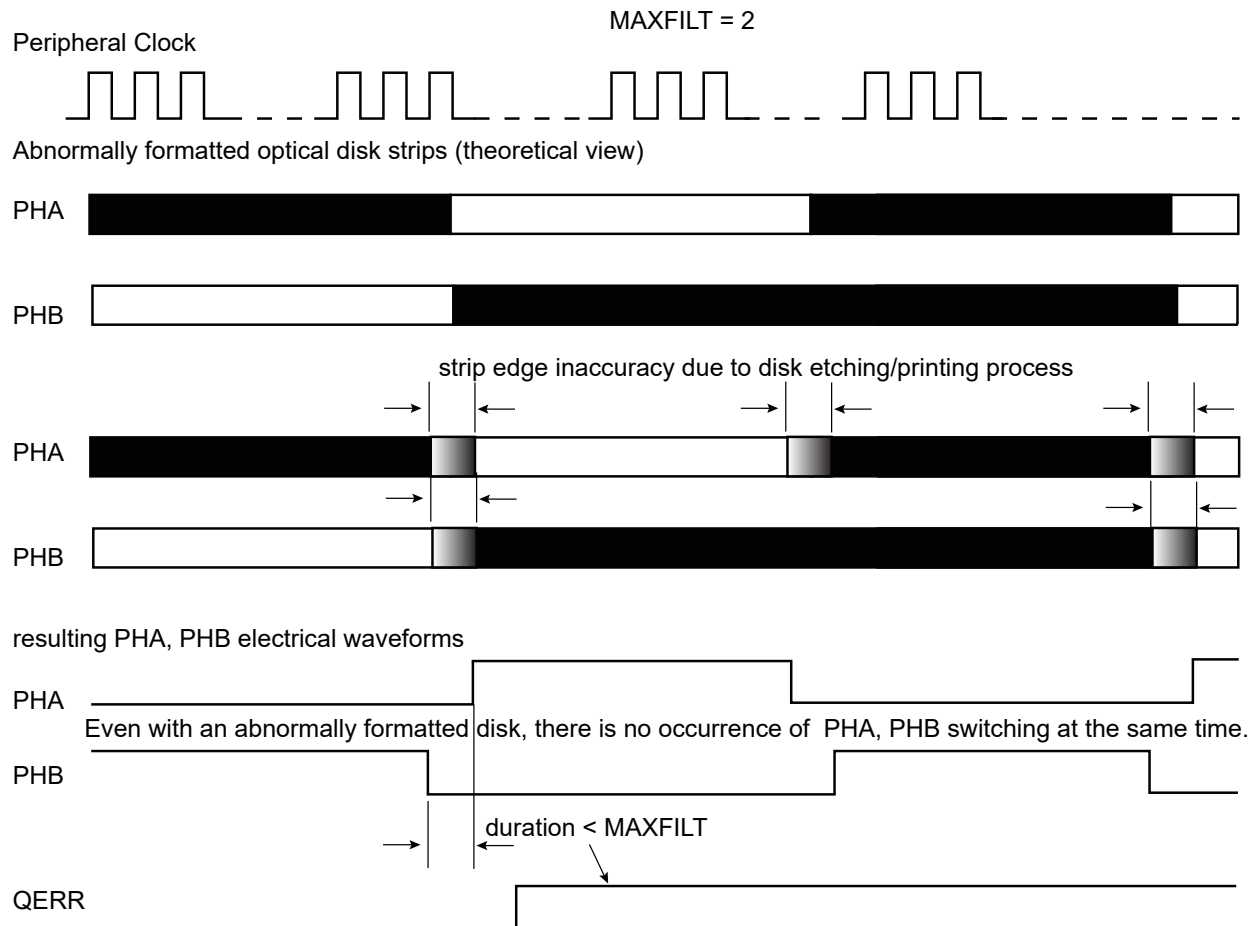 MAXFILT = 2
Peripheral Clock
Abnormally formatted optical disk strips (theoretical view)
PHA
PHB
strip edge inaccuracy due to disk etching/printing process
PHA
PHB
resulting PHA, PHB electrical waveforms
PHA
Even with an abnormally formatted disk, there is no occurrence of PHA, PHB switching at the same time.
PHB
duration < MAXFILT
QERR